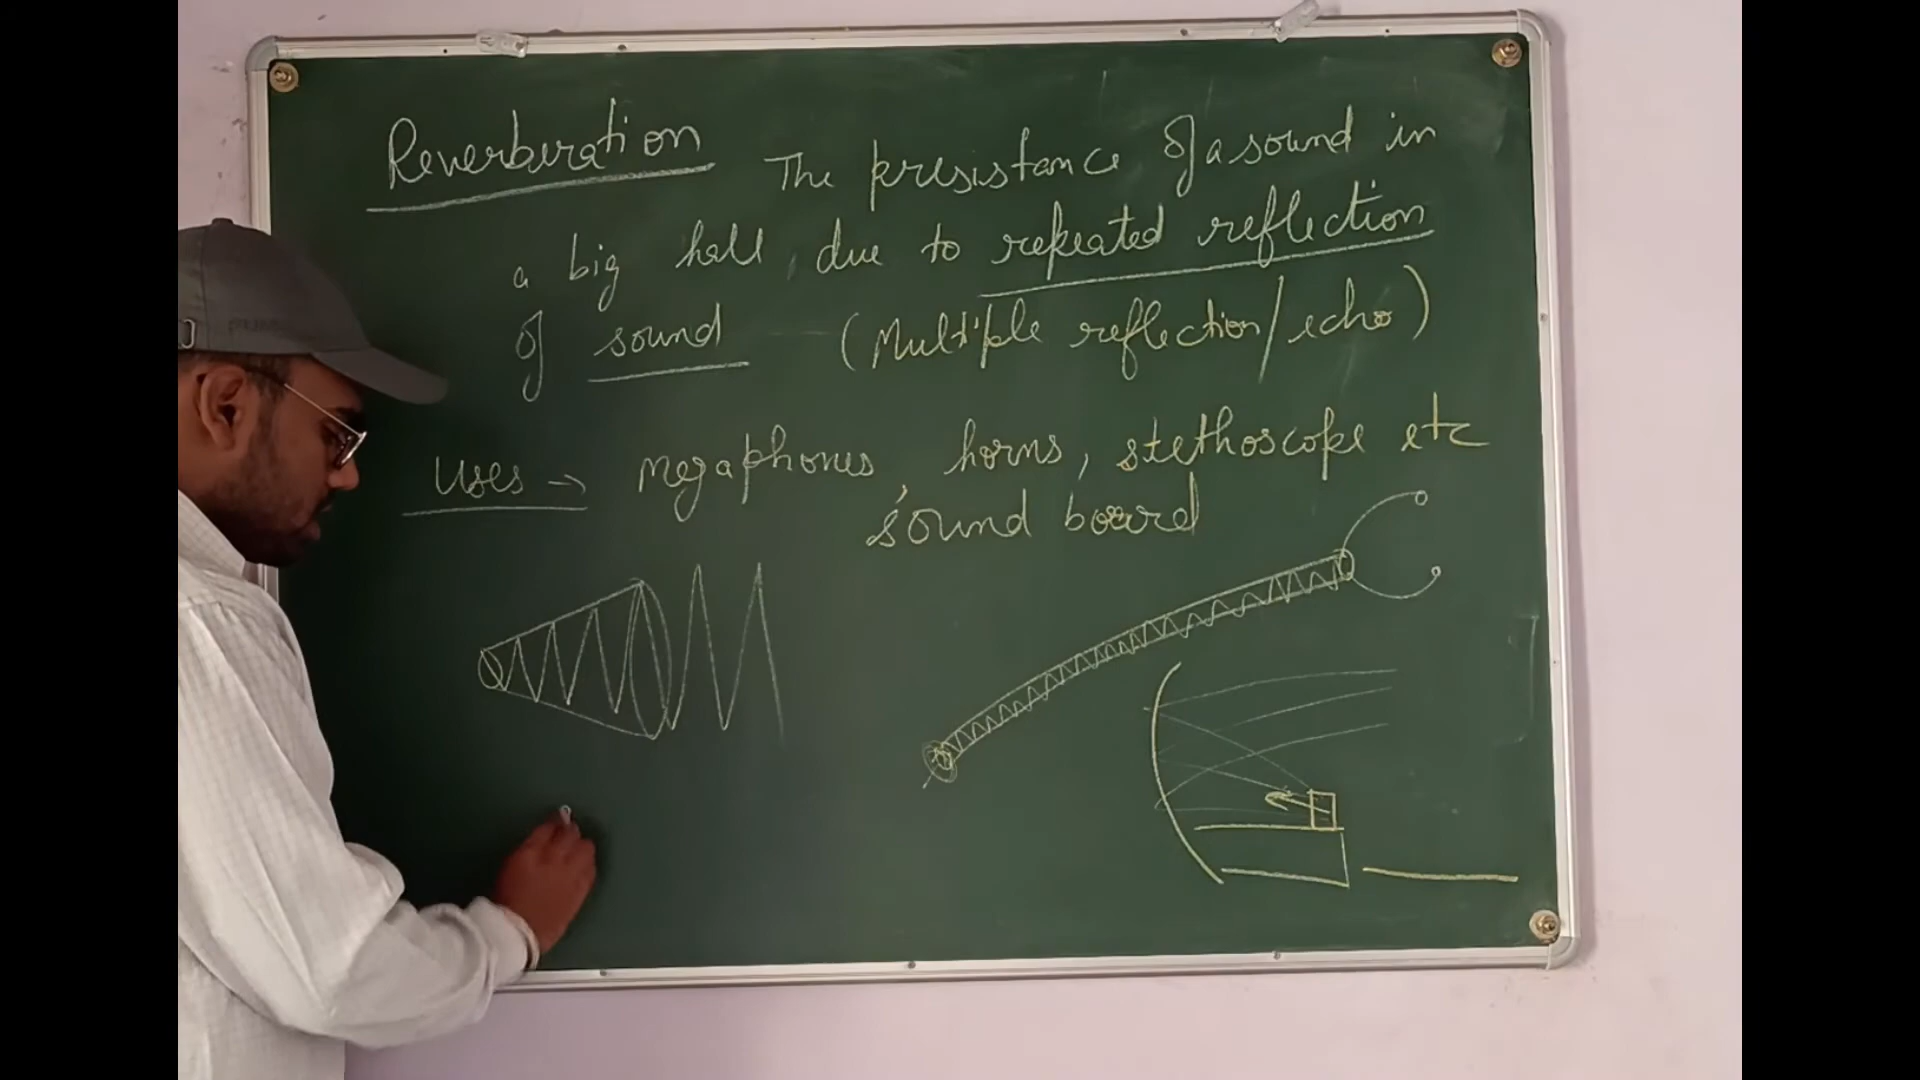 Reverberation The presistance of a sound in
a big hall, due to repeated reflection
of sound (Multiple reflection/echo)
Uses → Megaphones, horns, stethoscope etc
sound board